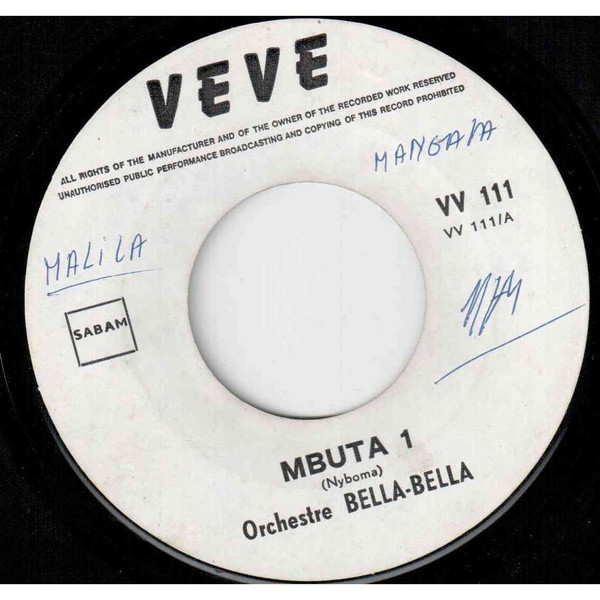 VEVE
ALL RIGHTS OF THE MANUFACTURER AND OF THE OWNER OF THE RECORDED WORK RESERVED
UNAUTHORISED PUBLIC PERFORMANCE BROADCASTING AND COPYING OF THIS RECORD PROHIBITED
VV 111
VV 111/A
MALILA
SABAM
MBUTA 1
(Nyboma)
Orchestre BELLA-BELLA